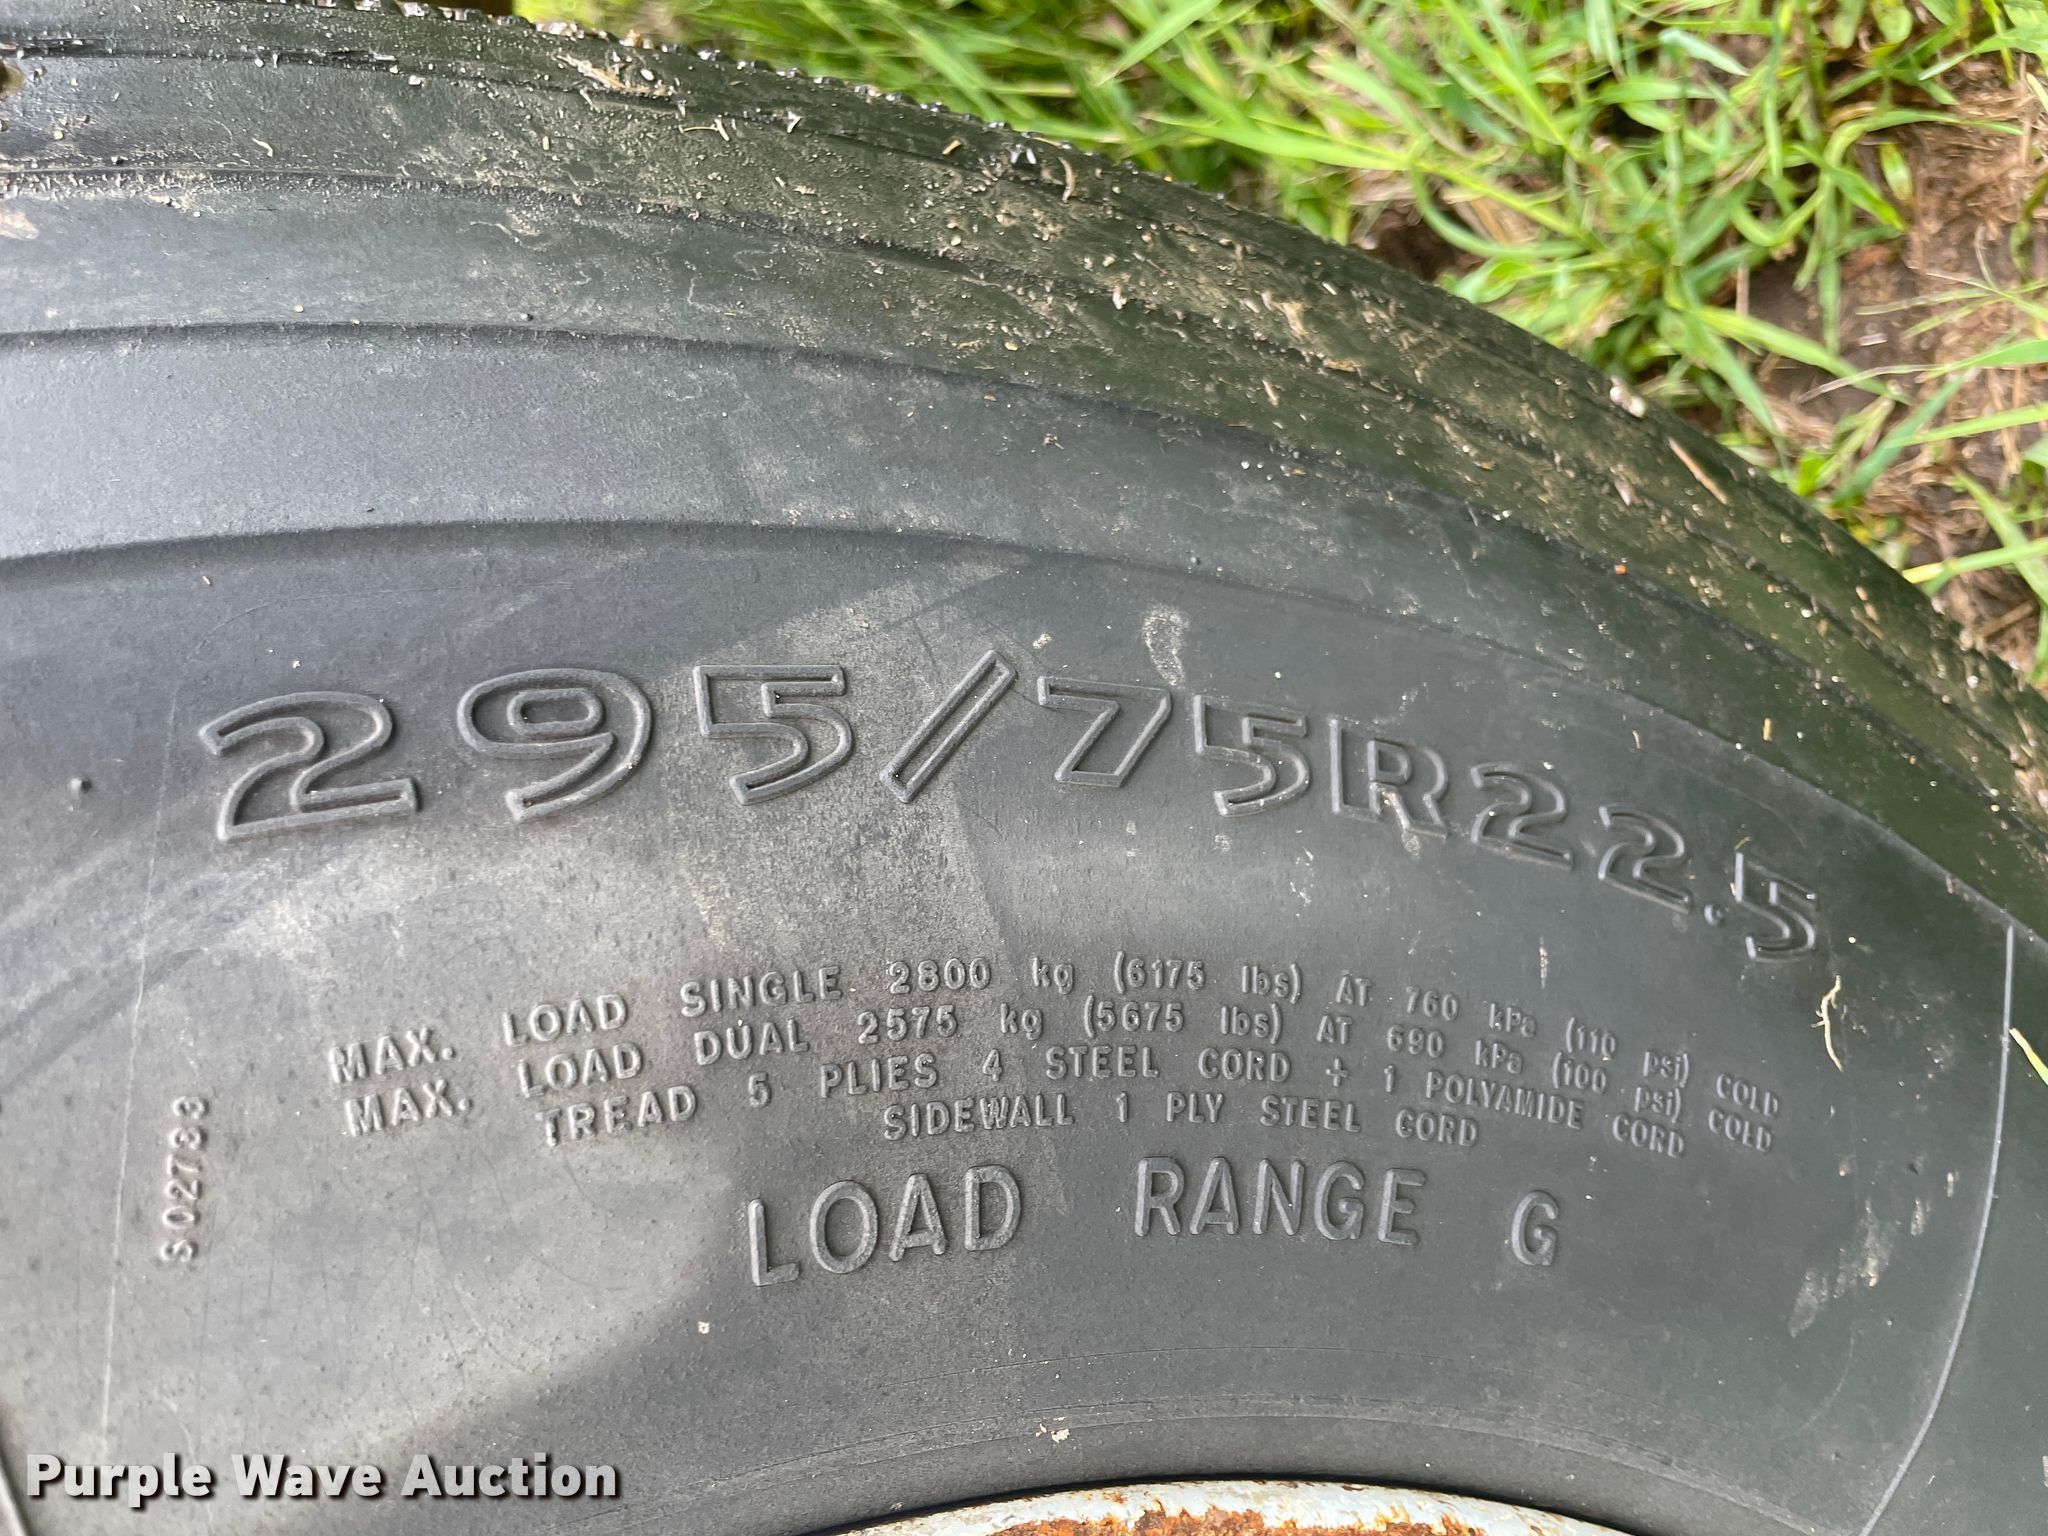 295/75R22.5
MAX. LOAD SINGLE 2800 kg (6175 lbs) AT 760 kPa (110 psi) COLD
MAX. LOAD DUAL 2575 kg (5675 lbs) AT 690 kPa (100 psi) COLD
TREAD 5 PLIES 4 STEEL CORD + 1 POLYAMIDE CORD
SIDEWALL 1 PLY STEEL CORD
LOAD RANGE G
S02733
Purple Wave Auction